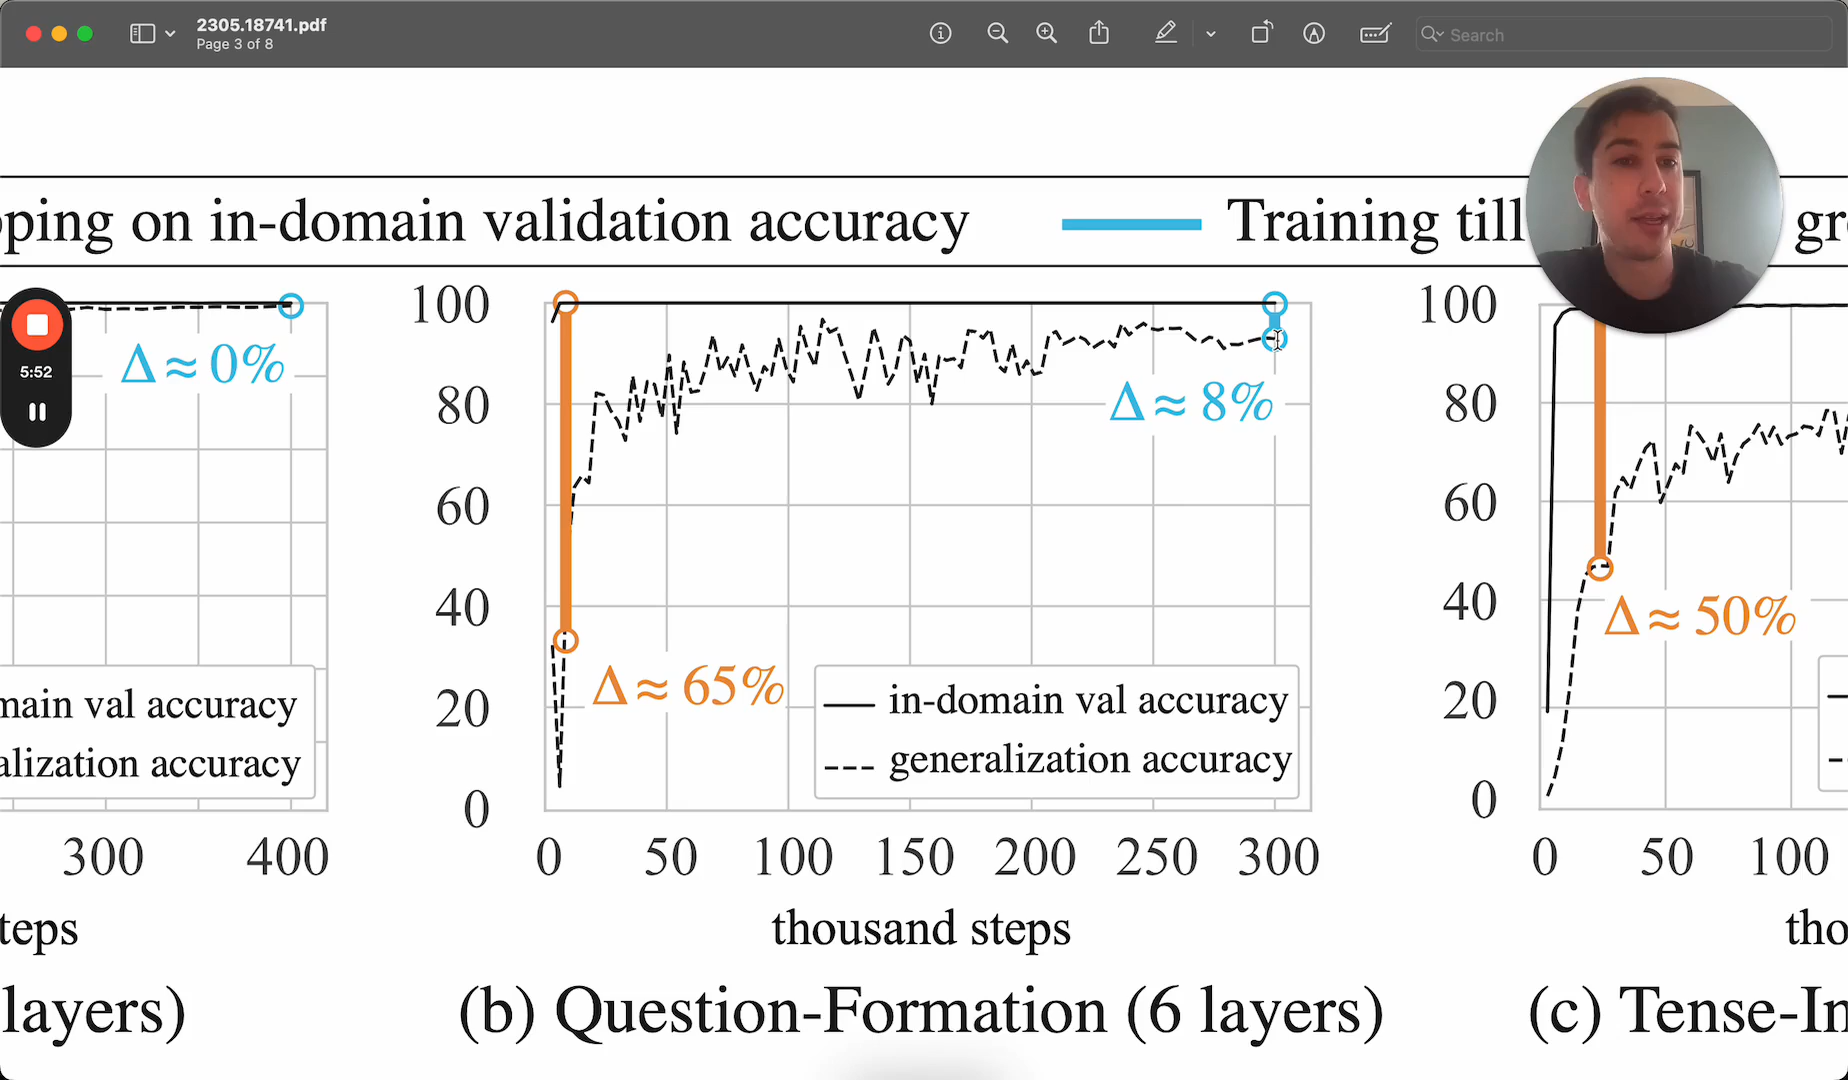 2305.18741.pdf
Page 3 of 8
Search
pping on in-domain validation accuracy
Training till gr
5:52
Δ ≈ 0%
main val accuracy
alization accuracy
300 400
teps
layers)
100
80
60
40
20
0
Δ ≈ 8%
Δ ≈ 65%
in-domain val accuracy
generalization accuracy
0 50 100 150 200 250 300
thousand steps
(b) Question-Formation (6 layers)
100
80
60
40
20
0
Δ ≈ 50%
0 50 100
tho
(c) Tense-In